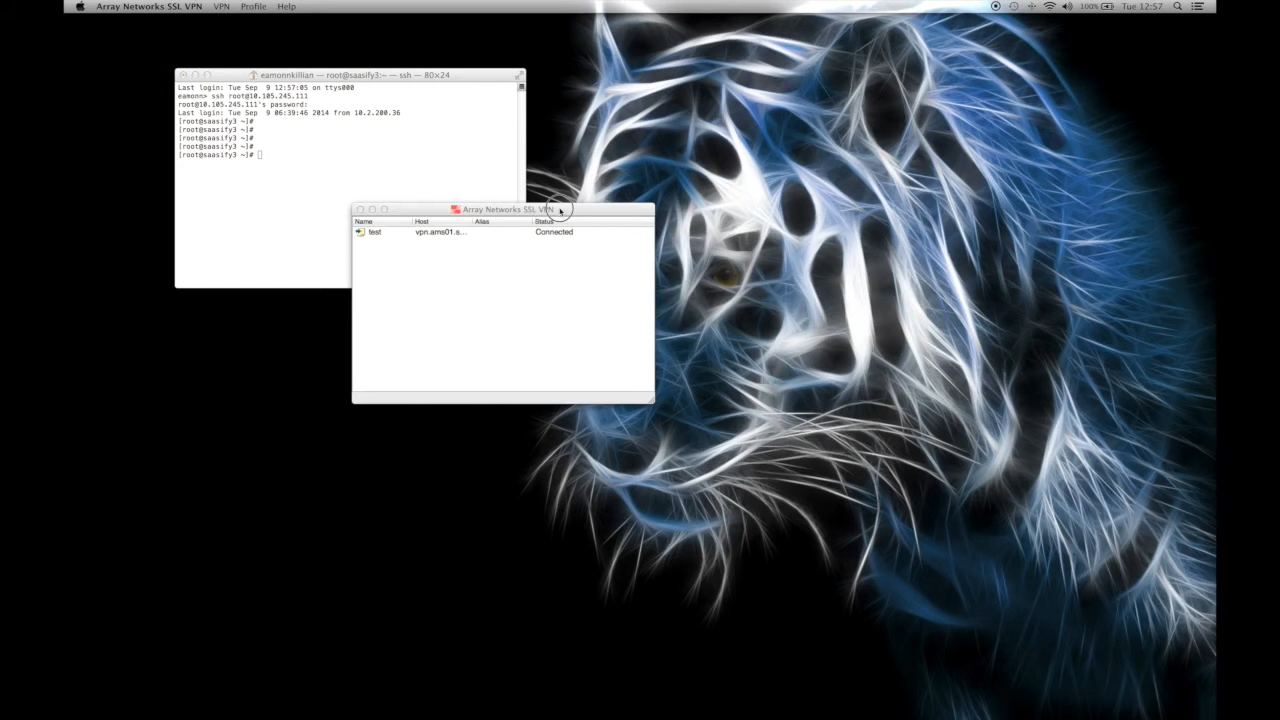 Array Networks SSL VPN VPN Profile Help 100% Tue 12:57
eamonnkillian — root@saasify3:~ — ssh — 80×24
Last login: Tue Sep  9 12:57:05 on ttys000
eamonn> ssh root@10.105.245.111
root@10.105.245.111's password:
Last login: Tue Sep  9 06:39:46 2014 from 10.2.200.36
[root@saasify3 ~]#
[root@saasify3 ~]#
[root@saasify3 ~]#
[root@saasify3 ~]#
[root@saasify3 ~]#
Array Networks SSL VPN
Name Host Alias Status
test vpn.ams01.s... Connected